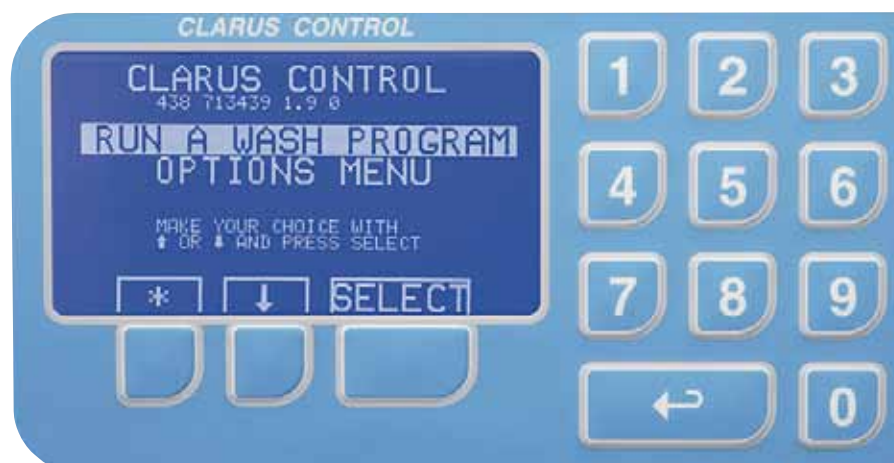 CLARUS CONTROL
CLARUS CONTROL
438 713439 1.9 0
RUN A WASH PROGRAM
OPTIONS MENU
MAKE YOUR CHOICE WITH
⬆ OR ⬇ AND PRESS SELECT
* ↓ SELECT
1 2 3
4 5 6
7 8 9
↵ 0